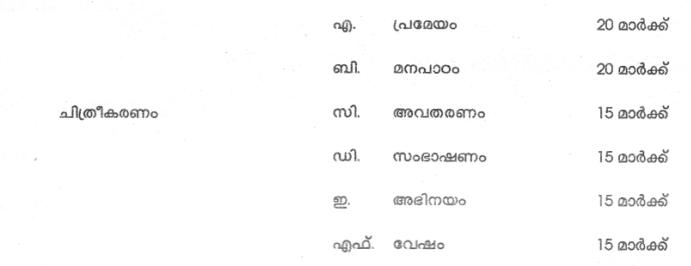 എ. പ്രമേയം 20 മാർക്ക്
ബി. മനപാഠം 20 മാർക്ക്
ചിത്രീകരണം സി. അവതരണം 15 മാർക്ക്
ഡി. സംഭാഷണം 15 മാർക്ക്
ഇ. അഭിനയം 15 മാർക്ക്
എഫ്. വേഷം 15 മാർക്ക്